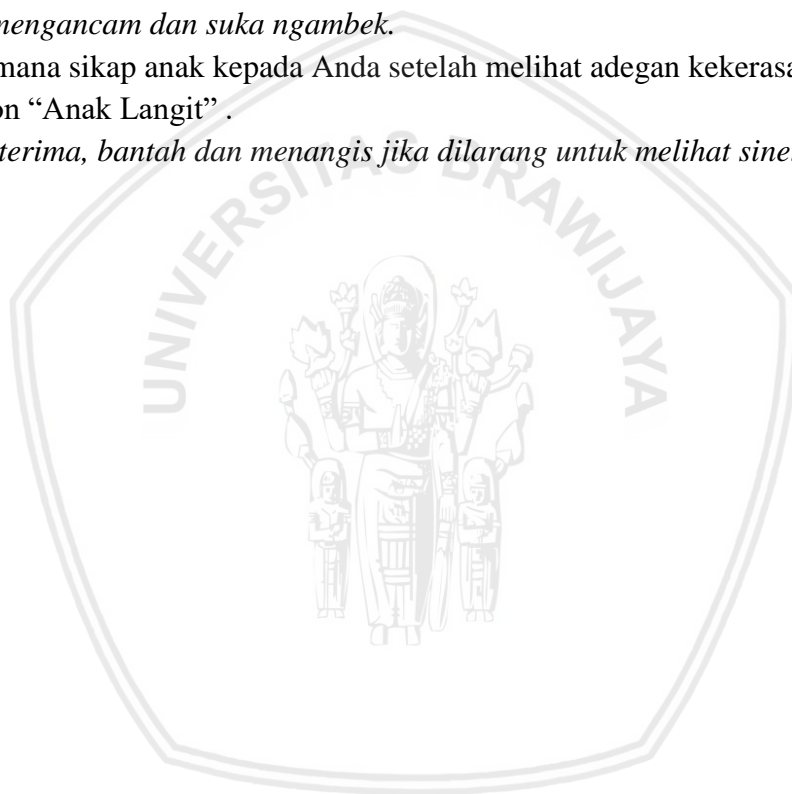 mengancam dan suka ngambek.
mana sikap anak kepada Anda setelah melihat adegan kekerasa
on “Anak Langit” .
terima, bantah dan menangis jika dilarang untuk melihat sine
UNIVERSITAS BRAWIJAYA